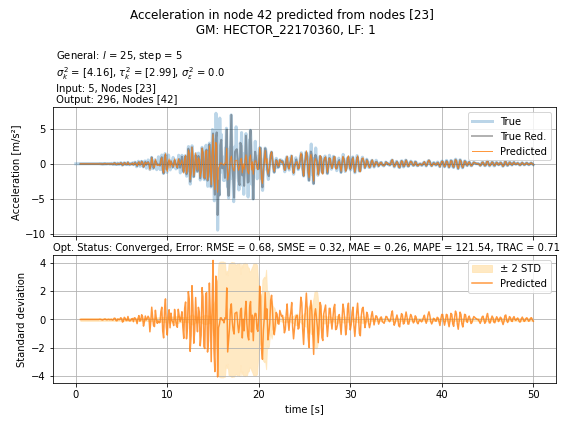 Acceleration in node 42 predicted from nodes [23]
GM: HECTOR_22170360, LF: 1
General: l = 25, step = 5
σ²ₖ = [4.16], τ²ₖ = [2.99], σ²ε = 0.0
Input: 5, Nodes [23]
Output: 296, Nodes [42]
True
True Red.
Predicted
Acceleration [m/s²]
5
0
−5
−10
Opt. Status: Converged, Error: RMSE = 0.68, SMSE = 0.32, MAE = 0.26, MAPE = 121.54, TRAC = 0.71
± 2 STD
Predicted
Standard deviation
4
2
0
−2
−4
0 10 20 30 40 50
time [s]